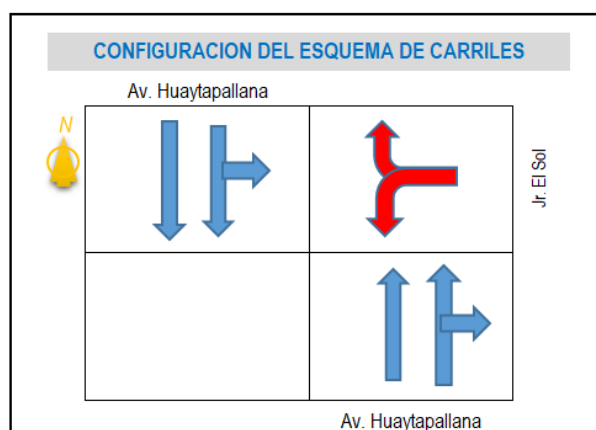 CONFIGURACION DEL ESQUEMA DE CARRILES
Av. Huaytapallana
N
Jr. El Sol
Av. Huaytapallana